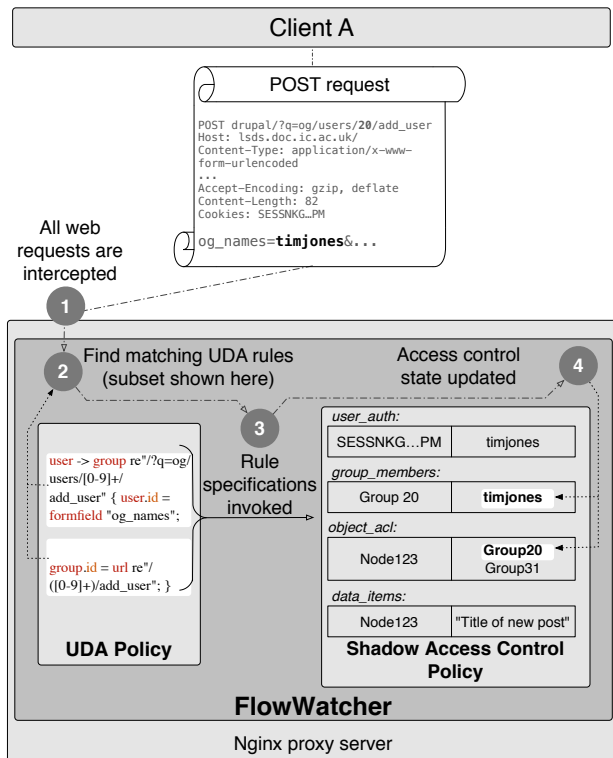 Client A
POST request
POST drupal/?q=og/users/20/add_user
Host: lsds.doc.ic.ac.uk/
Content-Type: application/x-www-
form-urlencoded
...
Accept-Encoding: gzip, deflate
Content-Length: 82
Cookies: SESSNKG…PM
og_names=timjones&...
All web
requests are
intercepted
1
2
Find matching UDA rules
(subset shown here)
3
Rule
specifications
invoked
Access control
state updated
4
user -> group re"/?q=og/
users/[0-9]+/
add_user" { user.id =
formfield "og_names";
group.id = url re"/
([0-9]+)/add_user"; }
UDA Policy
user_auth:
SESSNKG…PM timjones
group_members:
Group 20 timjones
object_acl:
Node123 Group20
Group31
data_items:
Node123 "Title of new post"
Shadow Access Control
Policy
FlowWatcher
Nginx proxy server